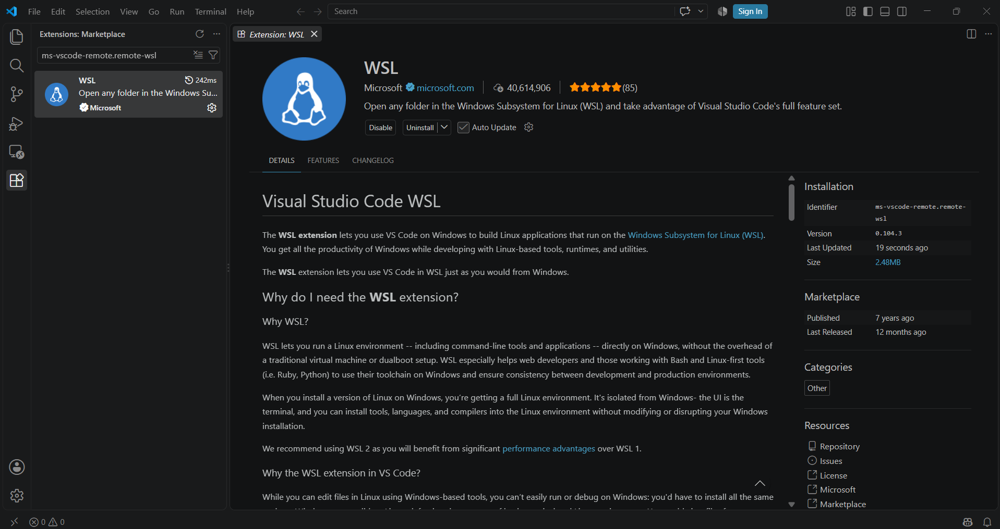 File Edit Selection View Go Run Terminal Help
Search
Sign In
Extensions: Marketplace
ms-vscode-remote.remote-wsl
WSL 242ms
Open any folder in the Windows Su...
Microsoft
Extension: WSL
WSL
Microsoft microsoft.com 40,614,906 (85)
Open any folder in the Windows Subsystem for Linux (WSL) and take advantage of Visual Studio Code's full feature set.
Disable Uninstall Auto Update
DETAILS FEATURES CHANGELOG
Visual Studio Code WSL
The WSL extension lets you use VS Code on Windows to build Linux applications that run on the Windows Subsystem for Linux (WSL).
You get all the productivity of Windows while developing with Linux-based tools, runtimes, and utilities.
The WSL extension lets you use VS Code in WSL just as you would from Windows.
Why do I need the WSL extension?
Why WSL?
WSL lets you run a Linux environment -- including command-line tools and applications -- directly on Windows, without the overhead of
a traditional virtual machine or dualboot setup. WSL especially helps web developers and those working with Bash and Linux-first tools
(i.e. Ruby, Python) to use their toolchain on Windows and ensure consistency between development and production environments.
When you install a version of Linux on Windows, you're getting a full Linux environment. It's isolated from Windows- the UI is the
terminal, and you can install tools, languages, and compilers into the Linux environment without modifying or disrupting your Windows
installation.
We recommend using WSL 2 as you will benefit from significant performance advantages over WSL 1.
Why the WSL extension in VS Code?
While you can edit files in Linux using Windows-based tools, you can't easily run or debug on Windows: you'd have to install all the same
Installation
Identifier ms-vscode-remote.remote-
wsl
Version 0.104.3
Last Updated 19 seconds ago
Size 2.48MB
Marketplace
Published 7 years ago
Last Released 12 months ago
Categories
Other
Resources
Repository
Issues
License
Microsoft
Marketplace
0 0